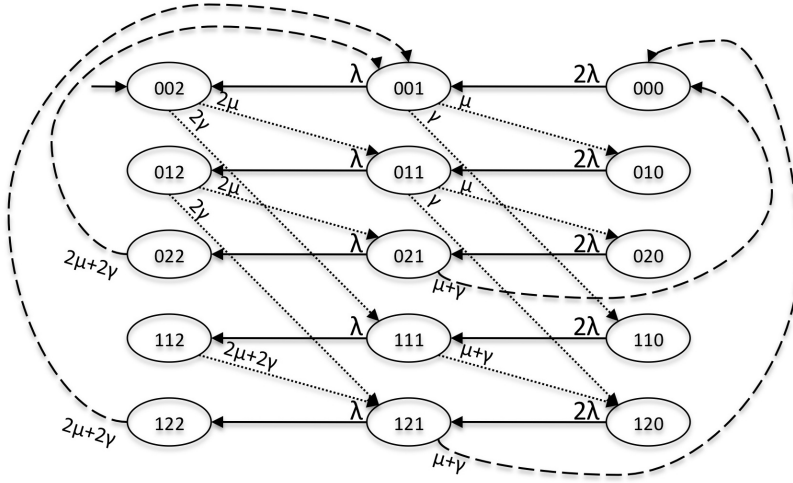 002 λ 001 2λ 000
2γ 2μ γ μ
012 λ 011 2λ 010
2γ 2μ γ μ
022 λ 021 2λ 020
2μ+2γ μ+γ
112 λ 111 2λ 110
2μ+2γ μ+γ
122 λ 121 2λ 120
2μ+2γ μ+γ